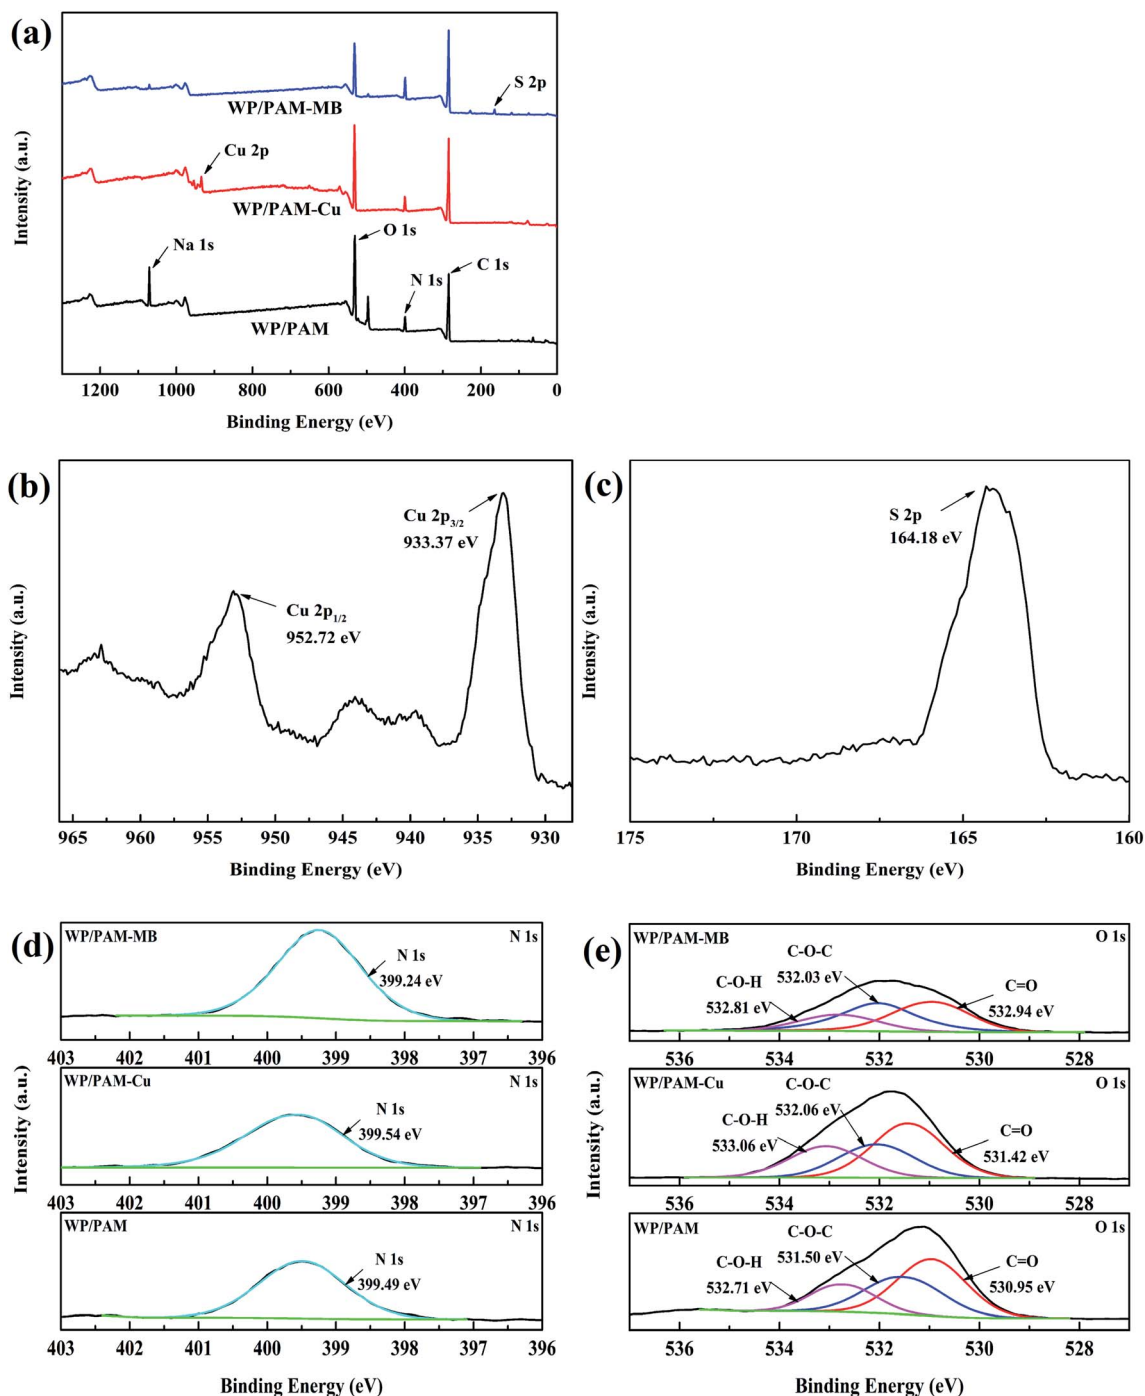 (a)
S 2p
WP/PAM-MB
Cu 2p
WP/PAM-Cu
O 1s
Na 1s
N 1s
C 1s
WP/PAM
Intensity (a.u.)
1200 1000 800 600 400 200 0
Binding Energy (eV)
(b)
Cu 2p3/2
933.37 eV
Cu 2p1/2
952.72 eV
Intensity (a.u.)
965 960 955 950 945 940 935 930
Binding Energy (eV)
(c)
S 2p
164.18 eV
Intensity (a.u.)
175 170 165 160
Binding Energy (eV)
(d)
WP/PAM-MB N 1s
N 1s
399.24 eV
403 402 401 400 399 398 397 396
WP/PAM-Cu N 1s
N 1s
399.54 eV
403 402 401 400 399 398 397 396
WP/PAM N 1s
N 1s
399.49 eV
403 402 401 400 399 398 397 396
Intensity (a.u.)
Binding Energy (eV)
(e)
WP/PAM-MB O 1s
C-O-C
532.03 eV
C-O-H
532.81 eV
C=O
532.94 eV
536 534 532 530 528
WP/PAM-Cu O 1s
C-O-C
532.06 eV
C-O-H
533.06 eV
C=O
531.42 eV
536 534 532 530 528
WP/PAM O 1s
C-O-C
531.50 eV
C-O-H
532.71 eV
C=O
530.95 eV
536 534 532 530 528
Intensity (a.u.)
Binding Energy (eV)